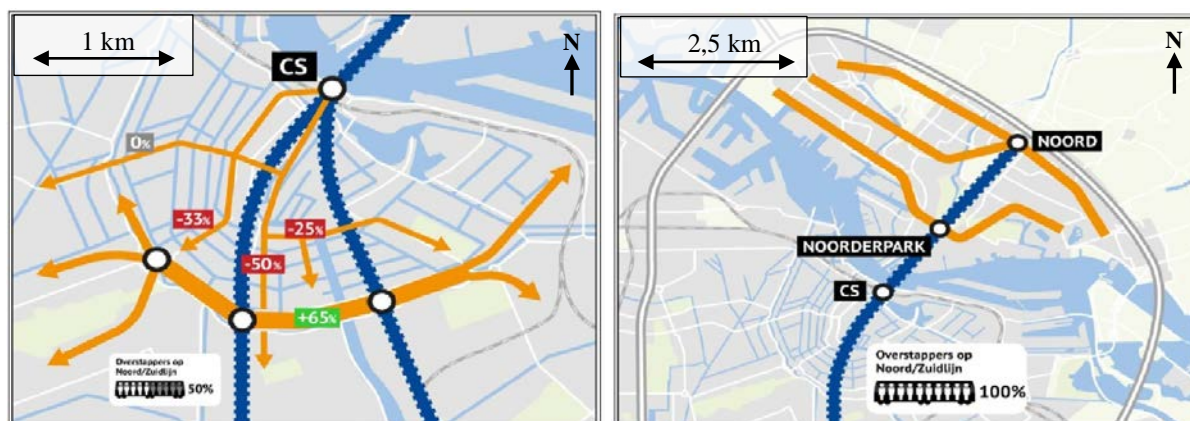 1 km
N
CS
0%
-33%
-25%
-50%
+65%
Overstappers op
Noord/Zuidlijn
50%
2,5 km
N
NOORD
NOORDERPARK
CS
Overstappers op
Noord/Zuidlijn
100%